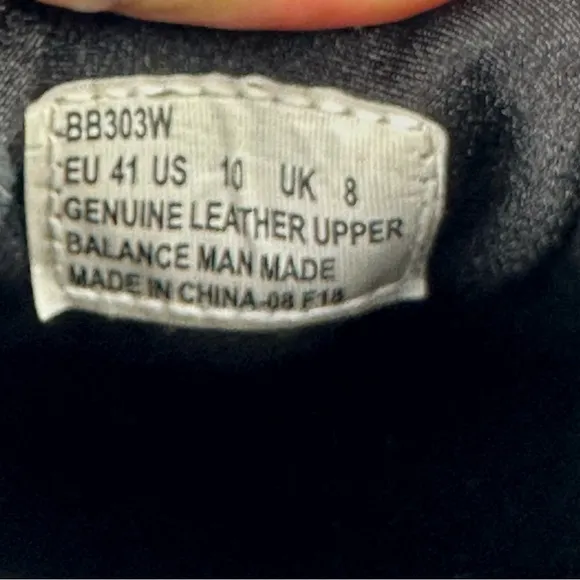 BB303W
EU 41 US 10 UK 8
GENUINE LEATHER UPPER
BALANCE MAN MADE
MADE IN CHINA-08 F18